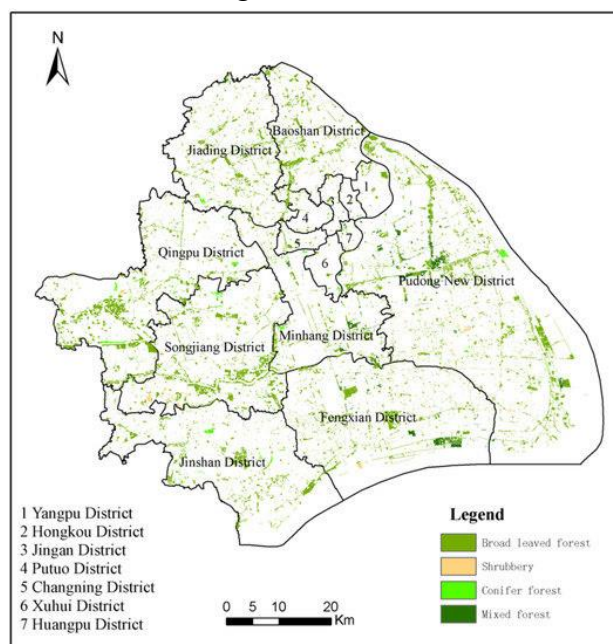 N
Baoshan District
Jiading District
1
2
3
4
5
7
6
Qingpu District
Pudong New District
Songjiang District
Minhang District
Fengxian District
Jinshan District
1 Yangpu District
2 Hongkou District
3 Jingan District
4 Putuo District
5 Changning District
6 Xuhui District
7 Huangpu District
0 5 10 20
Km
Legend
Broad leaved forest
Shrubbery
Conifer forest
Mixed forest